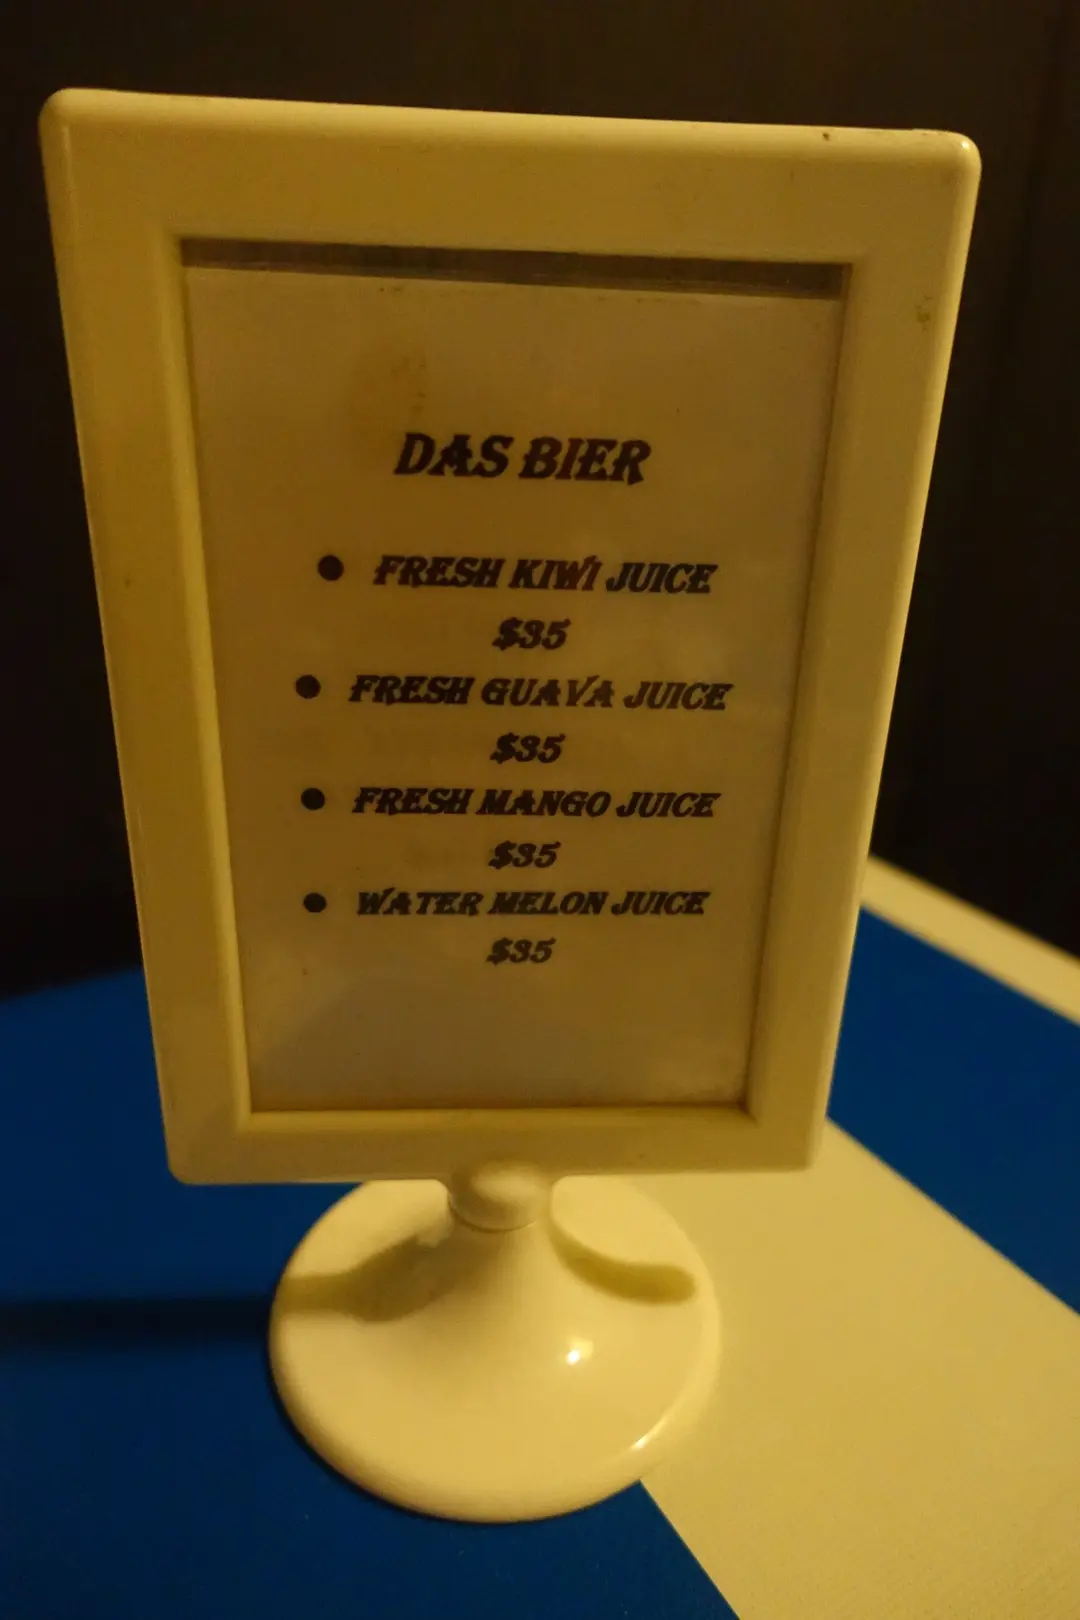 DAS BIER
● FRESH KIWI JUICE
$35
● FRESH GUAVA JUICE
$35
● FRESH MANGO JUICE
$35
● WATER MELON JUICE
$35